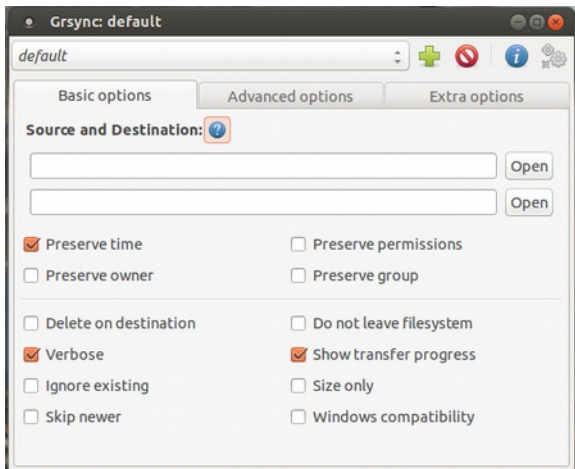 Grsync: default
default
Basic options Advanced options Extra options
Source and Destination:
Open
Open
Preserve time Preserve permissions
Preserve owner Preserve group
Delete on destination Do not leave filesystem
Verbose Show transfer progress
Ignore existing Size only
Skip newer Windows compatibility